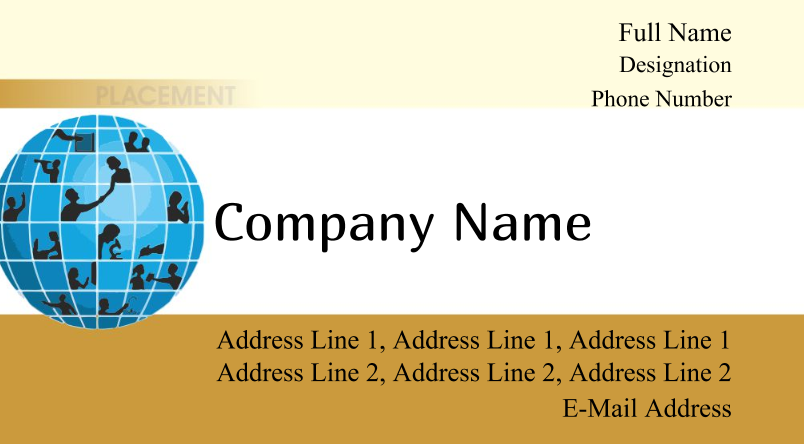 Full Name
Designation
Phone Number
PLACEMENT
Company Name
Address Line 1, Address Line 1, Address Line 1
Address Line 2, Address Line 2, Address Line 2
E-Mail Address